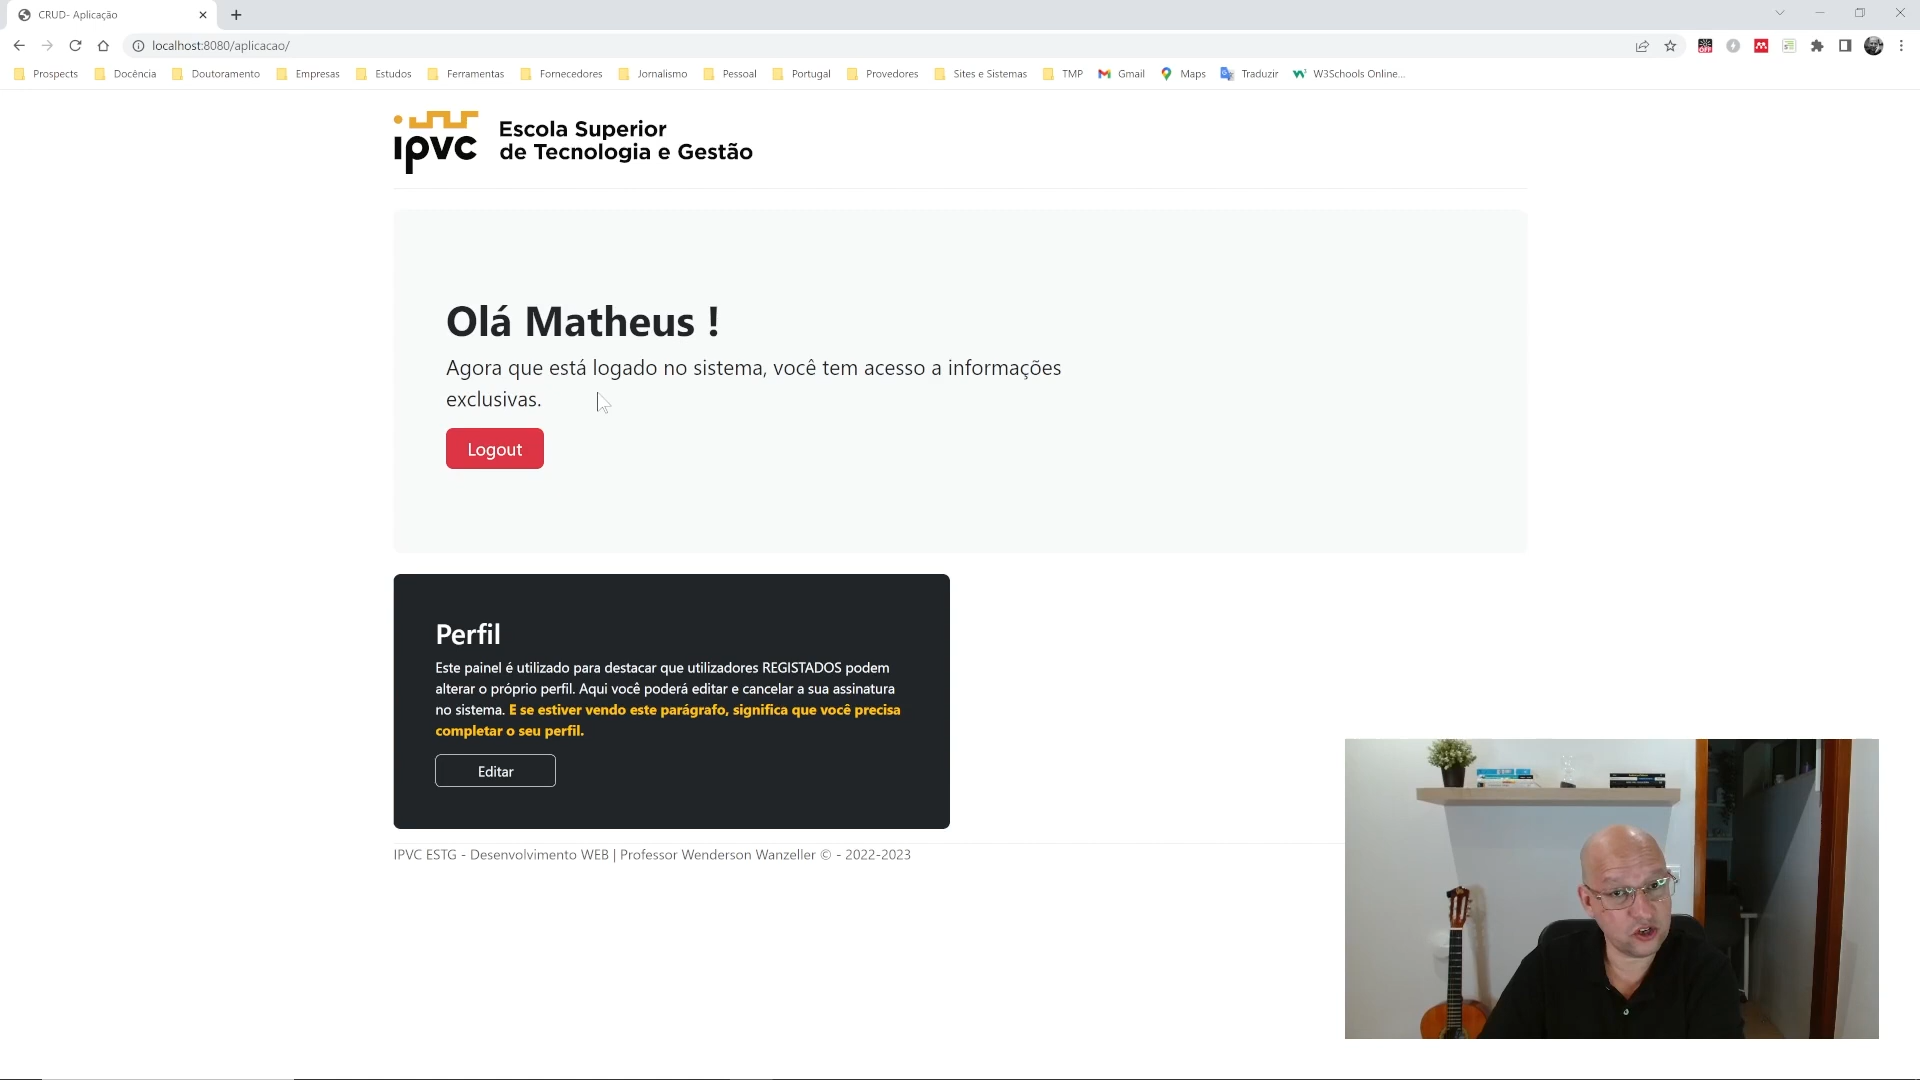 CRUD- Aplicação
localhost:8080/aplicacao/
Prospects Docência Doutoramento Empresas Estudos Ferramentas Fornecedores Jornalismo Pessoal Portugal Provedores Sites e Sistemas TMP Gmail Maps Traduzir W3Schools Online...
ipvc
Escola Superior
de Tecnologia e Gestão
Olá Matheus !
Agora que está logado no sistema, você tem acesso a informações
exclusivas.
Logout
Perfil
Este painel é utilizado para destacar que utilizadores REGISTADOS podem
alterar o próprio perfil. Aqui você poderá editar e cancelar a sua assinatura
no sistema. E se estiver vendo este parágrafo, significa que você precisa
completar o seu perfil.
Editar
IPVC ESTG - Desenvolvimento WEB | Professor Wenderson Wanzeller © - 2022-2023